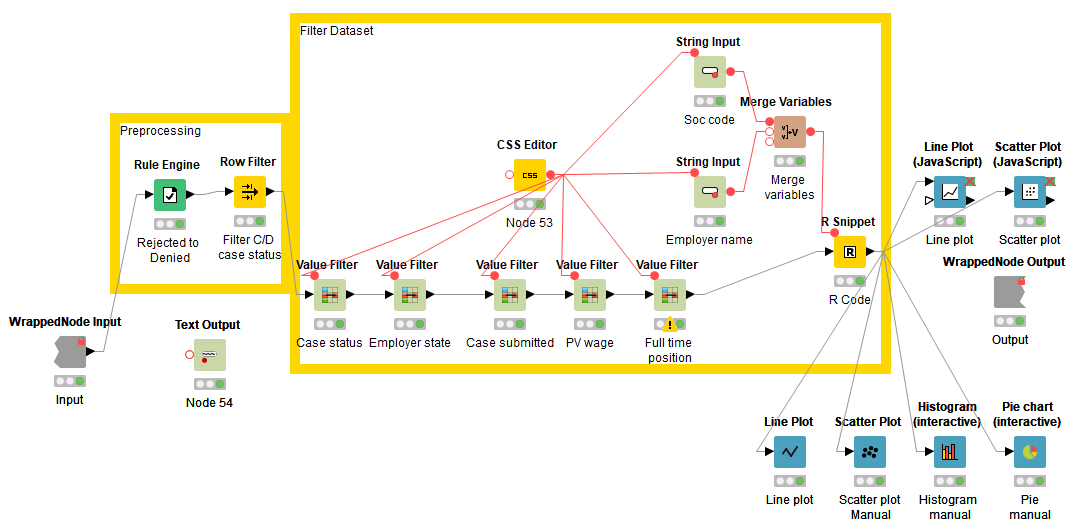 Filter Dataset
String Input
Soc code
Merge Variables
V
V
+V
Merge
variables
Preprocessing
Rule Engine
Rejected to
Denied
Row Filter
Filter C/D
case status
CSS Editor
CSS
Node 53
String Input
Employer name
Line Plot
(JavaScript)
Line plot
Scatter Plot
(JavaScript)
Scatter plot
R Snippet
R
R Code
Value Filter
Case status
Value Filter
Employer state
Value Filter
Case submitted
Value Filter
PV wage
Value Filter
Full time
position
WrappedNode Output
Output
WrappedNode Input
Input
Text Output
Node 54
Line Plot
Line plot
Scatter Plot
Scatter plot
Manual
Histogram
(interactive)
Histogram
manual
Pie chart
(interactive)
Pie
manual